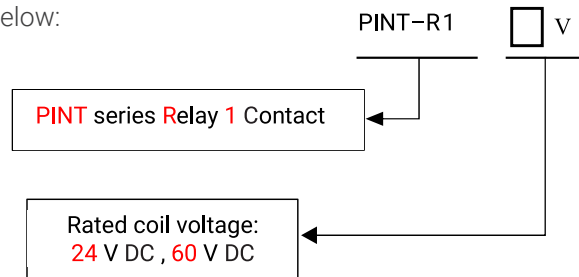 elow:
PINT–R1 V
PINT series Relay 1 Contact
Rated coil voltage:
24 V DC , 60 V DC